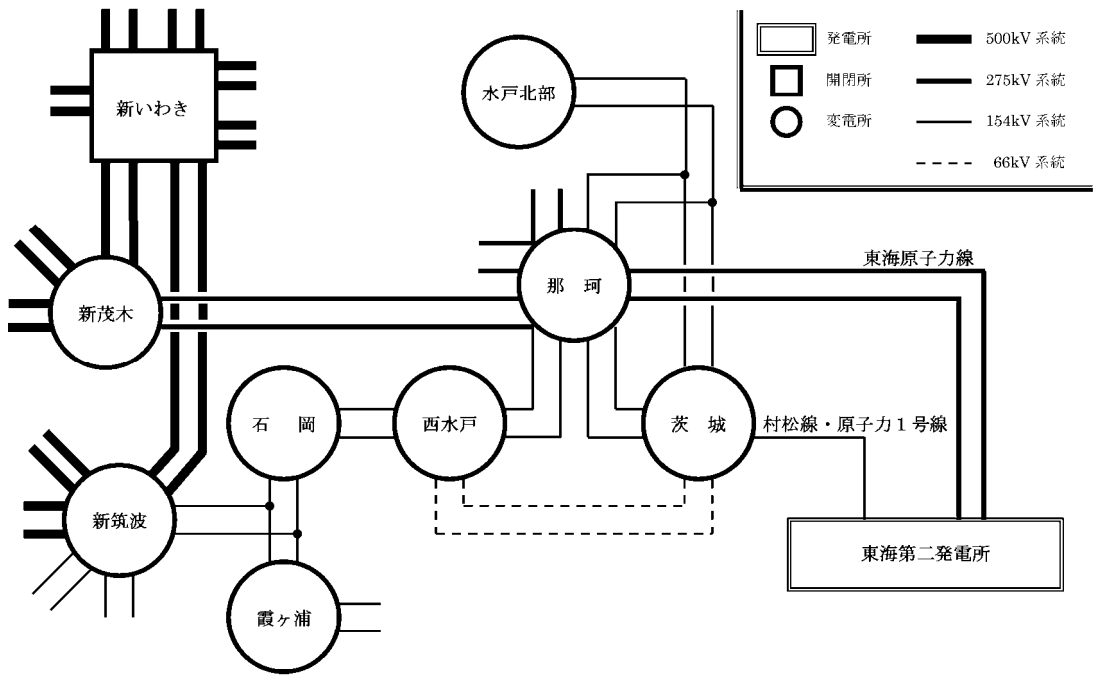 発電所
500kV 系統
開閉所
275kV 系統
変電所
154kV 系統
66kV 系統
新いわき
水戸北部
東海原子力線
那　珂
新茂木
石　岡
西水戸
茨　城
村松線・原子力１号線
新筑波
東海第二発電所
霞ヶ浦